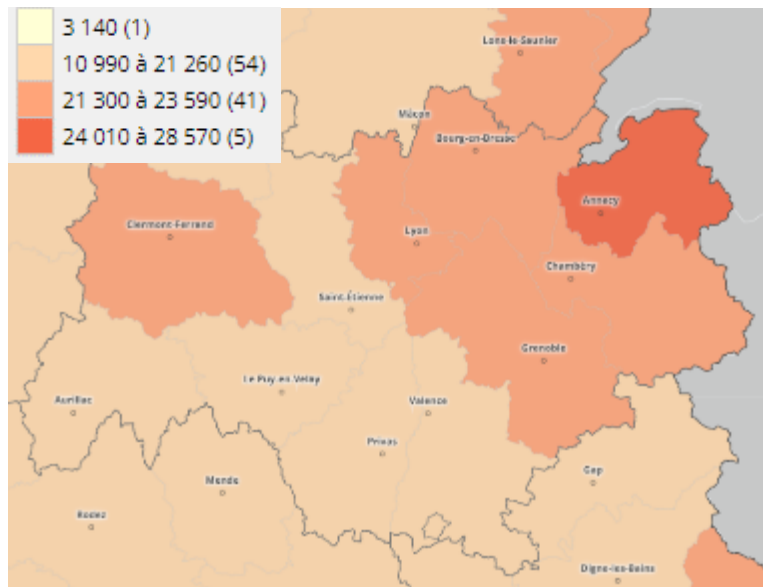 3 140 (1)
10 990 à 21 260 (54)
21 300 à 23 590 (41)
24 010 à 28 570 (5)
Lons-le-Saunier
Mâcon
Bourg-en-Bresse
Annecy
Clermont-Ferrand
Lyon
Chambéry
Saint-Étienne
Grenoble
Le Puy-en-Velay
Aurillac
Valence
Privas
Gap
Mende
Rodez
Digne-les-Bains